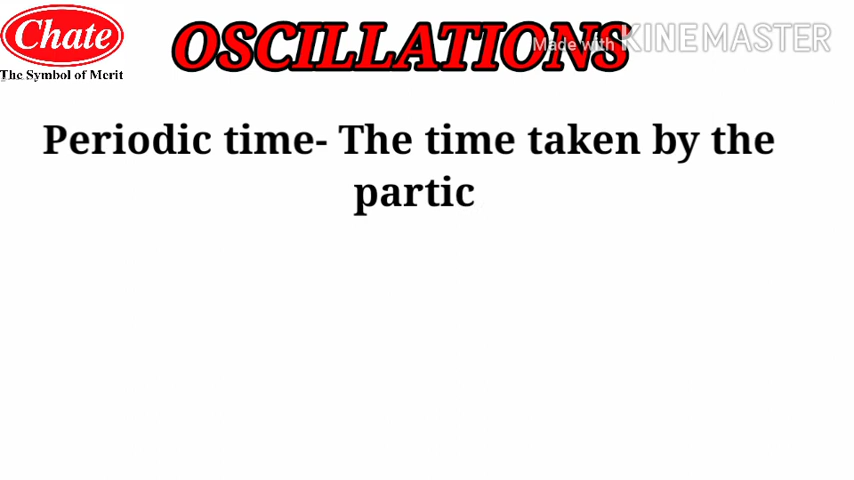 Chate
The Symbol of Merit
OSCILLATIONS
Made with KINEMASTER
Periodic time- The time taken by the
partic